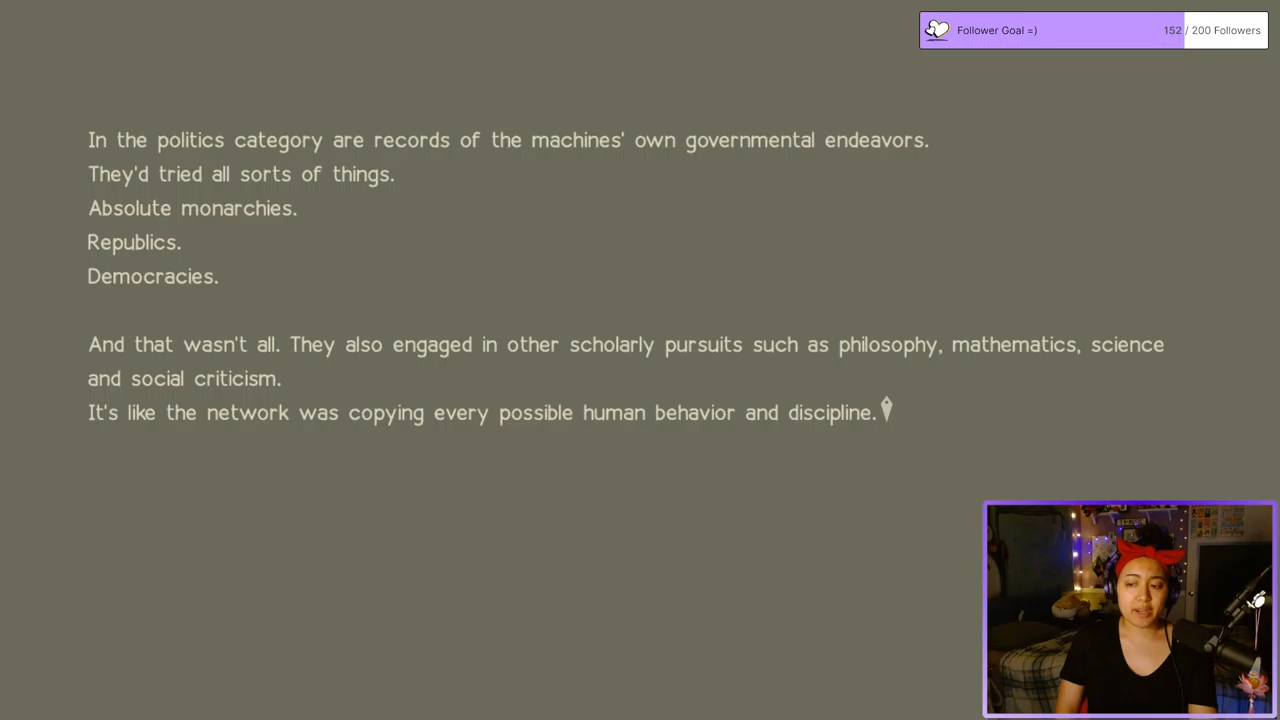 Follower Goal =)
152 / 200 Followers
In the politics category are records of the machines' own governmental endeavors.
They'd tried all sorts of things.
Absolute monarchies.
Republics.
Democracies.
And that wasn't all. They also engaged in other scholarly pursuits such as philosophy, mathematics, science
and social criticism.
It's like the network was copying every possible human behavior and discipline.